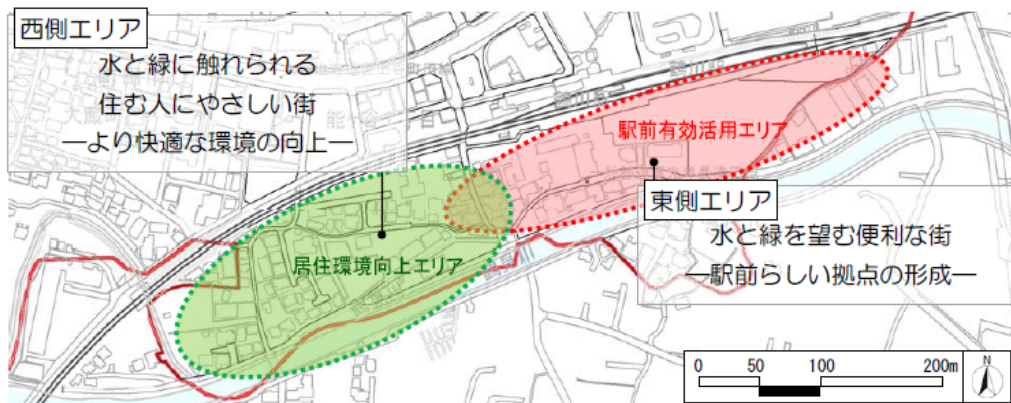 西側エリア
水と緑に触れられる
住む人にやさしい街
―より快適な環境の向上―
駅前有効活用エリア
東側エリア
水と緑を望む便利な街
―駅前らしい拠点の形成―
居住環境向上エリア
0 50 100 200m
N